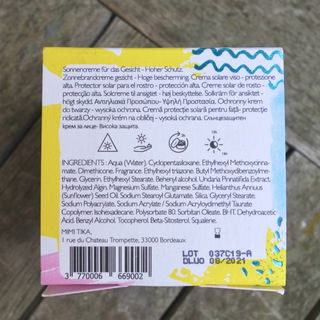 Sonnencreme für das Gesicht - Hoher Schutz.
Zonnebrandcreme gezicht - Hoge bescherming. Crema solare viso - protezione
alta. Protector solar para el rostro - protección alta. Creme solar de rosto -
protecção alta. Solcreme til ansigtet - høj beskyttelse. Solkräm för ansiktet -
högt skydd. Αντηλιακό Προσώπου- Υψηλή Προστασία. Ochronny krem
do twarzy - wysoka ochrona. Cremă protecție solară pentru față- protecție
ridicată.Ochronny krem na obličej - vysoká ochrana. Слънцезащитен
крем за лице- Висока защита.
12M
INGREDIENTS: Aqua (Water), Cyclopentasiloxane, Ethylhexyl Methoxycinna-
mate, Dimethicone, Fragrance, Ethylhexyl triazone, Butyl Methoxydibenzoylme-
thane, Glycerin, Ethylhexyl Stearate, Behenyl alcohol, Undaria Pinnatifida Extract,
Hydrolyzed Algin, Magnesium Sulfate, Manganese Sulfate, Helianthus Annuus
(Sunflower) Seed Oil, Sodium Stearoyl Glutamate, Silica, Glyceryl Stearate,
Sodium Polyacrylate, Sodium Acrylate / Sodium Acryloyldimethyl Taurate
Copolymer, Isohexadecane, Polysorbate 80, Sorbitan Oleate, BHT, Dehydroacetic
Acid, Benzyl Alcohol, Tocopherol, Beta-Sitosterol, Squalene.
MIMI TIKA,
1 rue du Chateau Trompette, 33000 Bordeaux
3 770006 669002
LOT 037C19-A
DLUO 08/2021